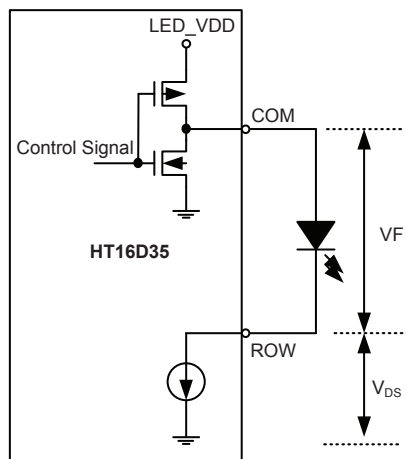 LED_VDD
COM
Control Signal
VF
HT16D35
ROW
VDS